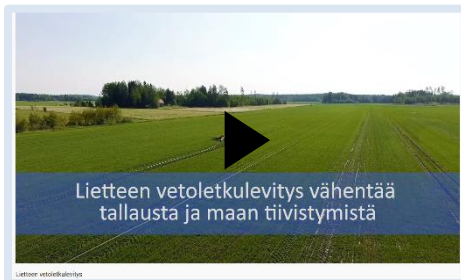 Lietteen vetoletkulevitys vähentää
tallausta ja maan tiivistymistä
Lietteen vetoletkulevitys